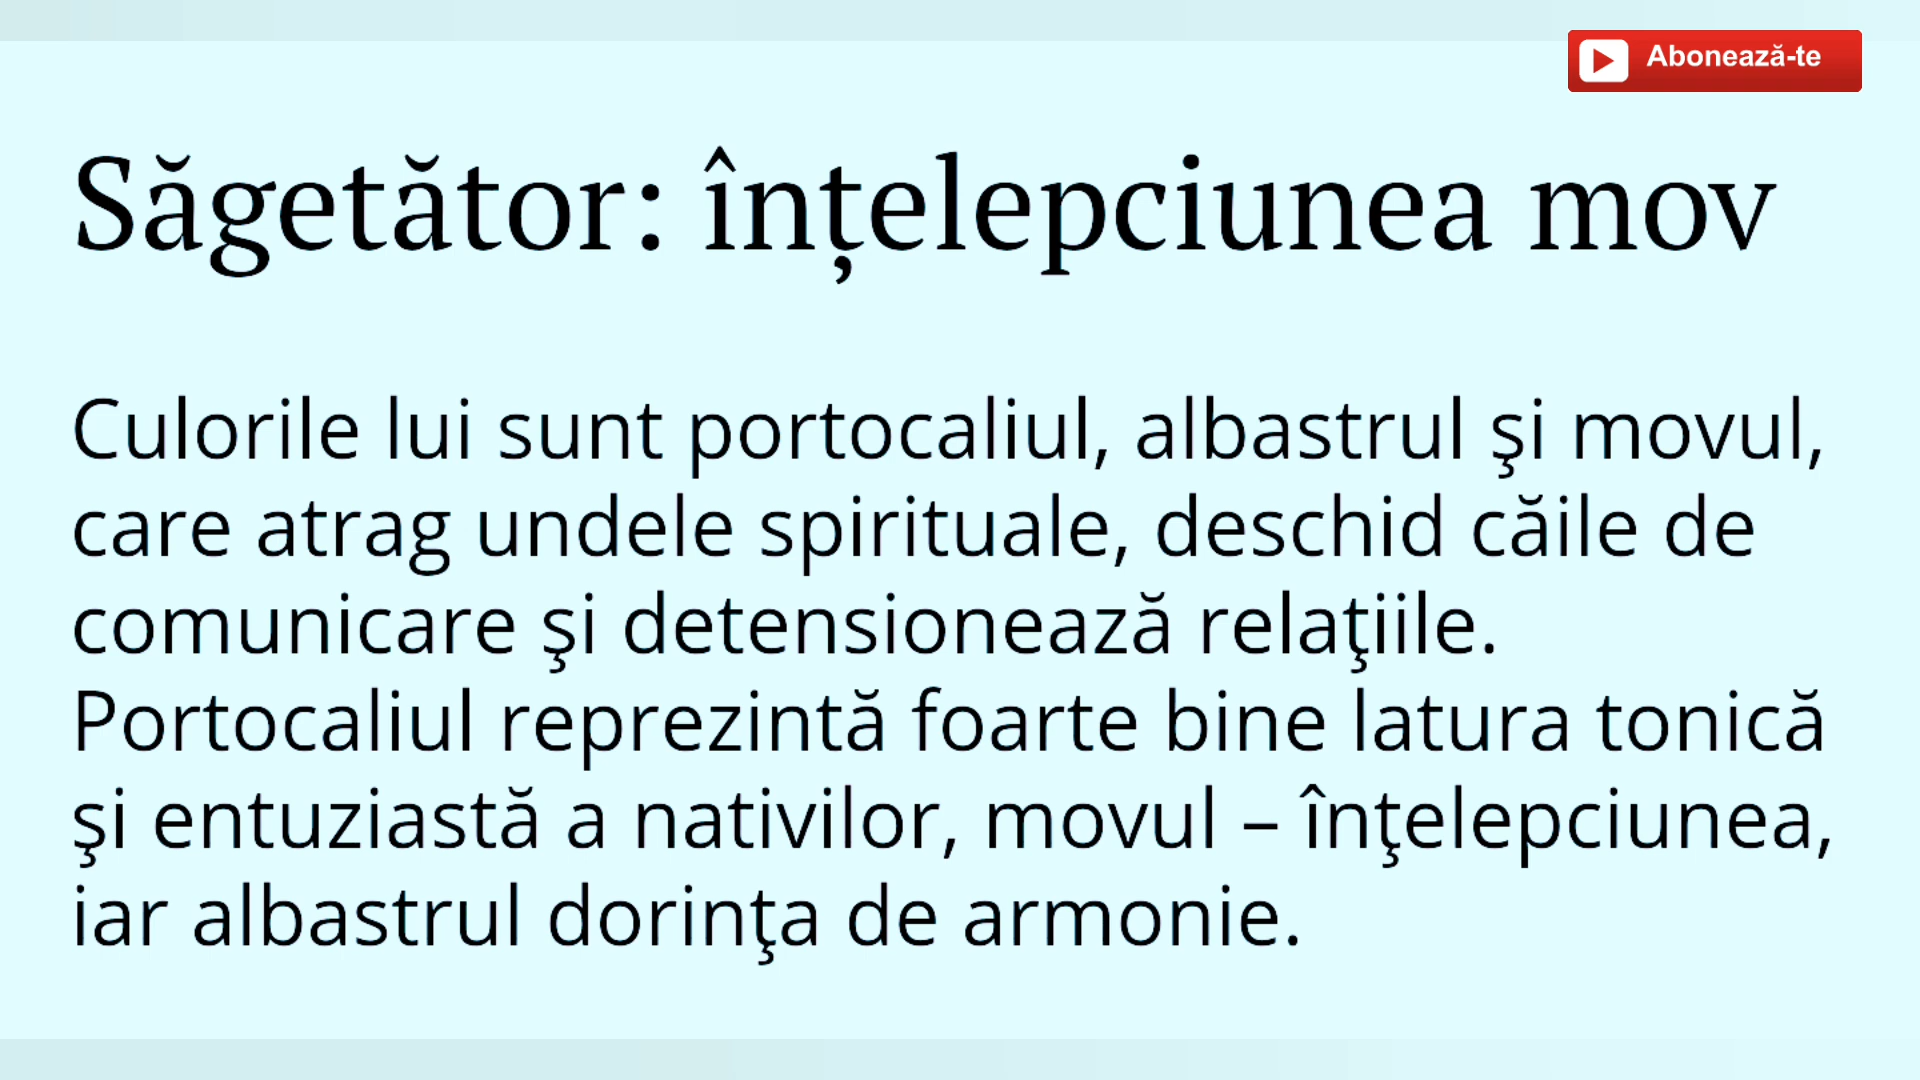 Abonează-te
Săgetător: înțelepciunea mov
Culorile lui sunt portocaliul, albastrul şi movul,
care atrag undele spirituale, deschid căile de
comunicare şi detensionează relaţiile.
Portocaliul reprezintă foarte bine latura tonică
şi entuziastă a nativilor, movul – înţelepciunea,
iar albastrul dorinţa de armonie.